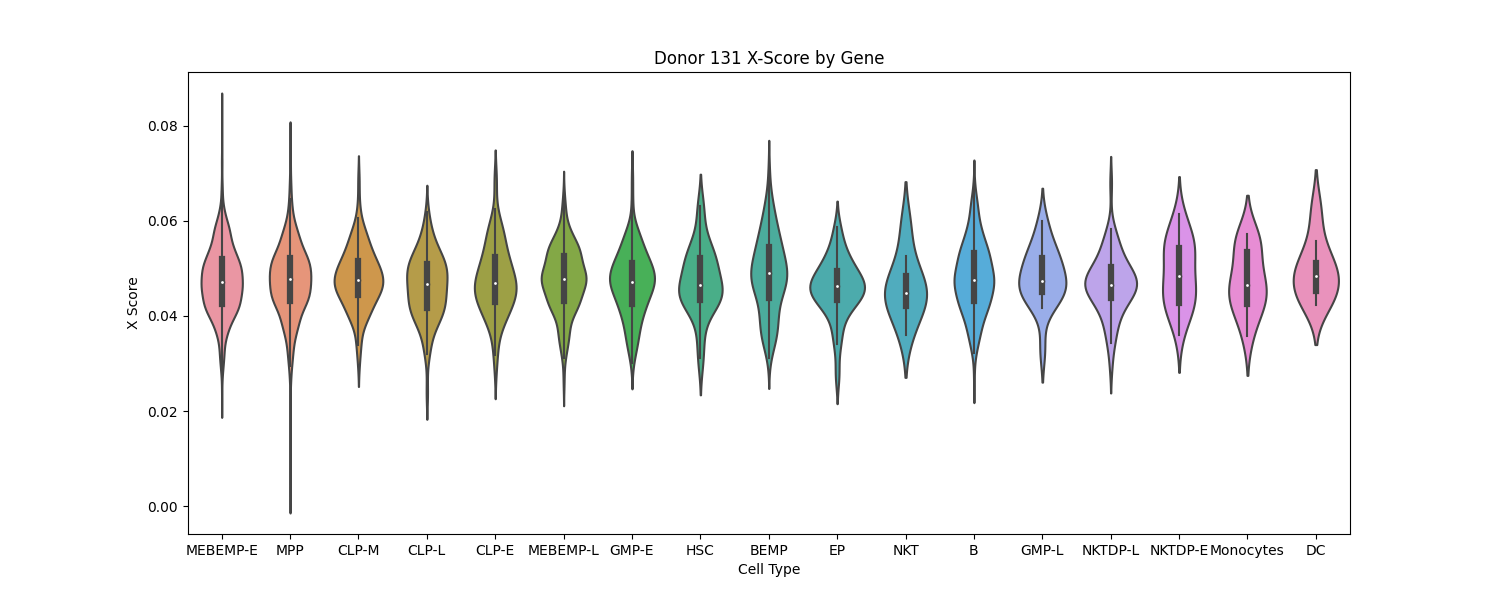 Donor 131 X-Score by Gene
X Score
0.08
0.06
0.04
0.02
0.00
MEBEMP-E MPP CLP-M CLP-L CLP-E MEBEMP-L GMP-E HSC BEMP EP NKT B GMP-L NKTDP-L NKTDP-E Monocytes DC
Cell Type